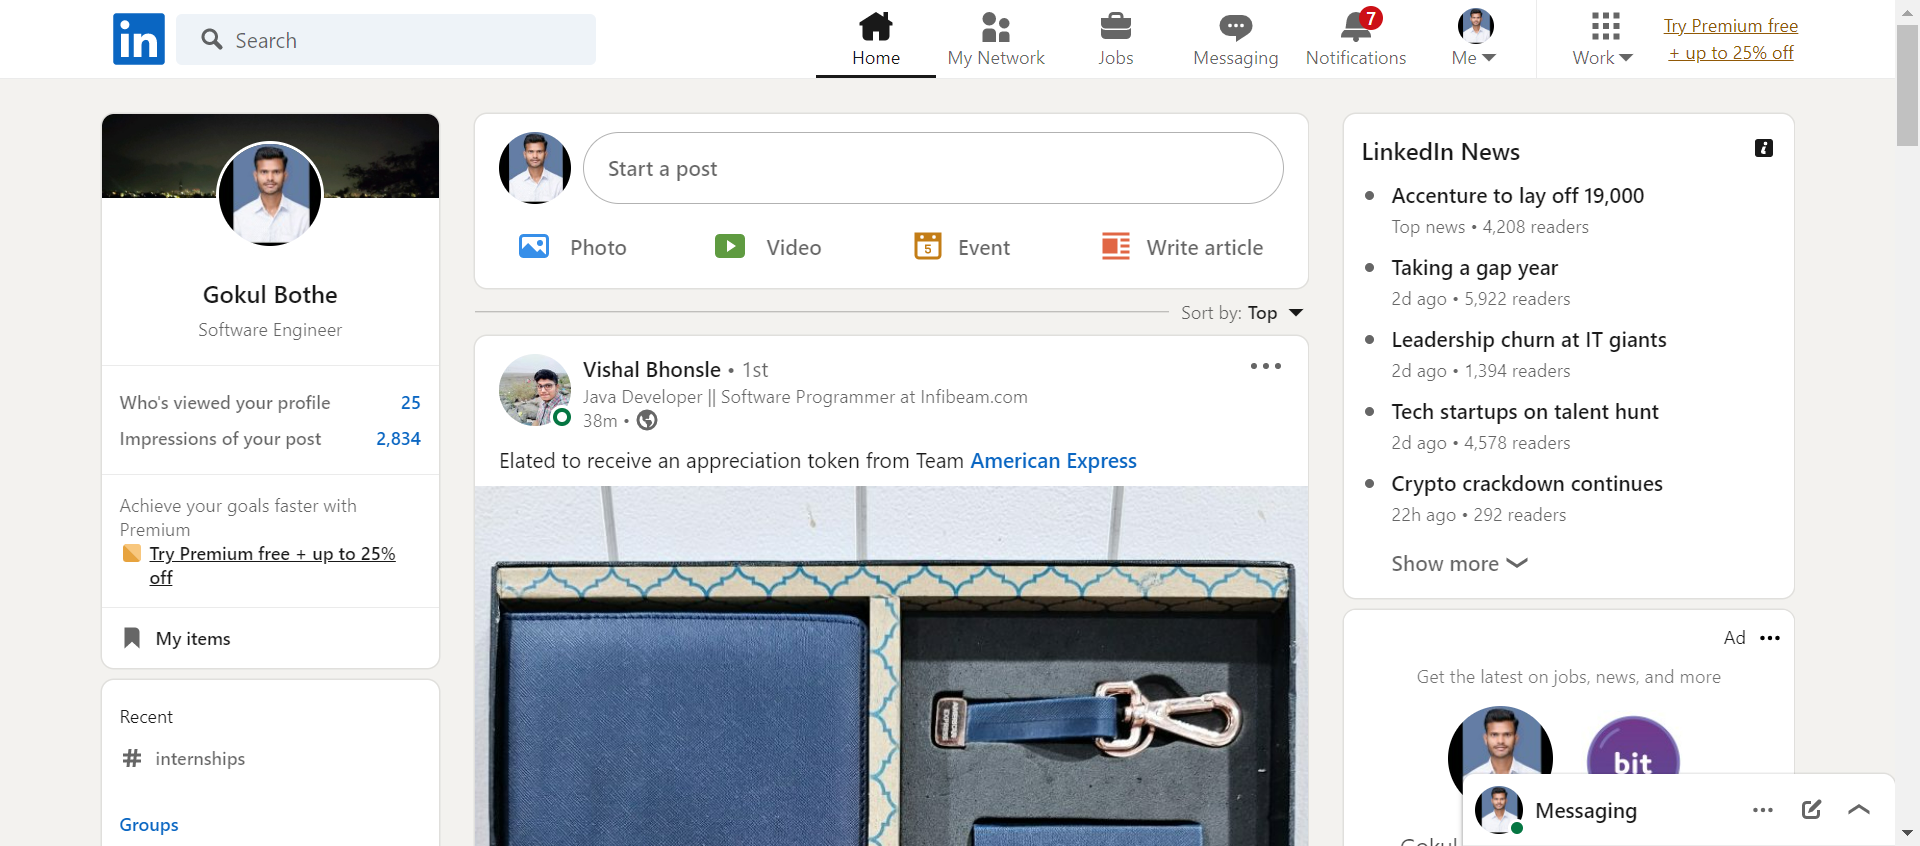 in
Search
Home
My Network
Jobs
Messaging
7
Notifications
Me
Work
Try Premium free
+ up to 25% off
Gokul Bothe
Software Engineer
Who's viewed your profile 25
Impressions of your post 2,834
Achieve your goals faster with
Premium
Try Premium free + up to 25%
off
My items
Recent
# internships
Groups
Start a post
Photo
Video
5
Event
Write article
Sort by: Top
Vishal Bhonsle • 1st
Java Developer || Software Programmer at Infibeam.com
38m •
Elated to receive an appreciation token from Team American Express
AMERICAN
EXPRESS
LinkedIn News
i
Accenture to lay off 19,000
Top news • 4,208 readers
Taking a gap year
2d ago • 5,922 readers
Leadership churn at IT giants
2d ago • 1,394 readers
Tech startups on talent hunt
2d ago • 4,578 readers
Crypto crackdown continues
22h ago • 292 readers
Show more
Ad
Get the latest on jobs, news, and more
bit
Messaging